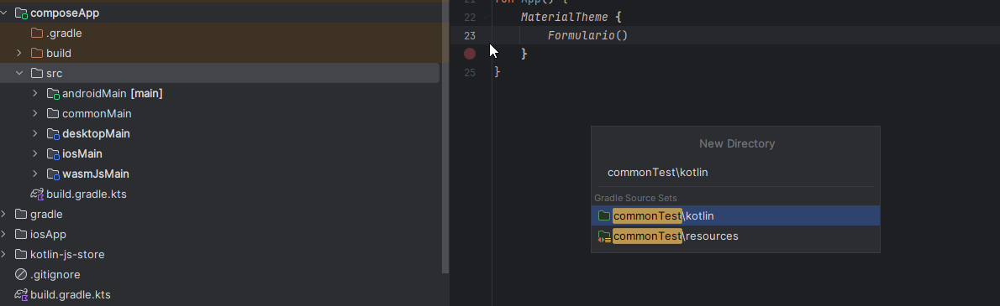 composeApp
.gradle
build
src
androidMain [main]
commonMain
desktopMain
iosMain
wasmJsMain
build.gradle.kts
gradle
iosApp
kotlin-js-store
.gitignore
build.gradle.kts
21 fun App() {
22 MaterialTheme {
23 Formulario()
}
25 }
New Directory
commonTest\kotlin
Gradle Source Sets
commonTest\kotlin
commonTest\resources